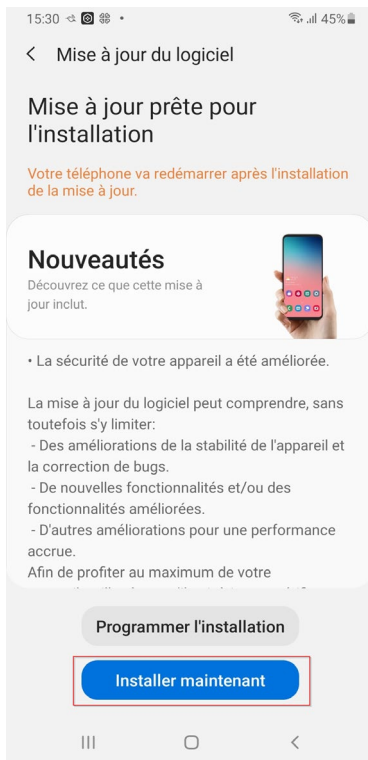 15:30
45%
Mise à jour du logiciel
Mise à jour prête pour
l'installation
Votre téléphone va redémarrer après l'installation
de la mise à jour.
Nouveautés
Découvrez ce que cette mise à
jour inclut.
• La sécurité de votre appareil a été améliorée.
La mise à jour du logiciel peut comprendre, sans
toutefois s'y limiter:
- Des améliorations de la stabilité de l'appareil et
la correction de bugs.
- De nouvelles fonctionnalités et/ou des
fonctionnalités améliorées.
- D'autres améliorations pour une performance
accrue.
Afin de profiter au maximum de votre
Programmer l'installation
Installer maintenant